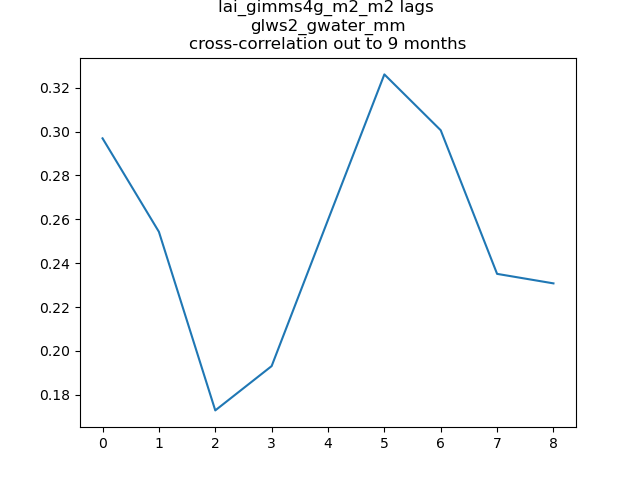 lai_gimms4g_m2_m2 lags
glws2_gwater_mm
cross-correlation out to 9 months
0.32
0.30
0.28
0.26
0.24
0.22
0.20
0.18
0 1 2 3 4 5 6 7 8